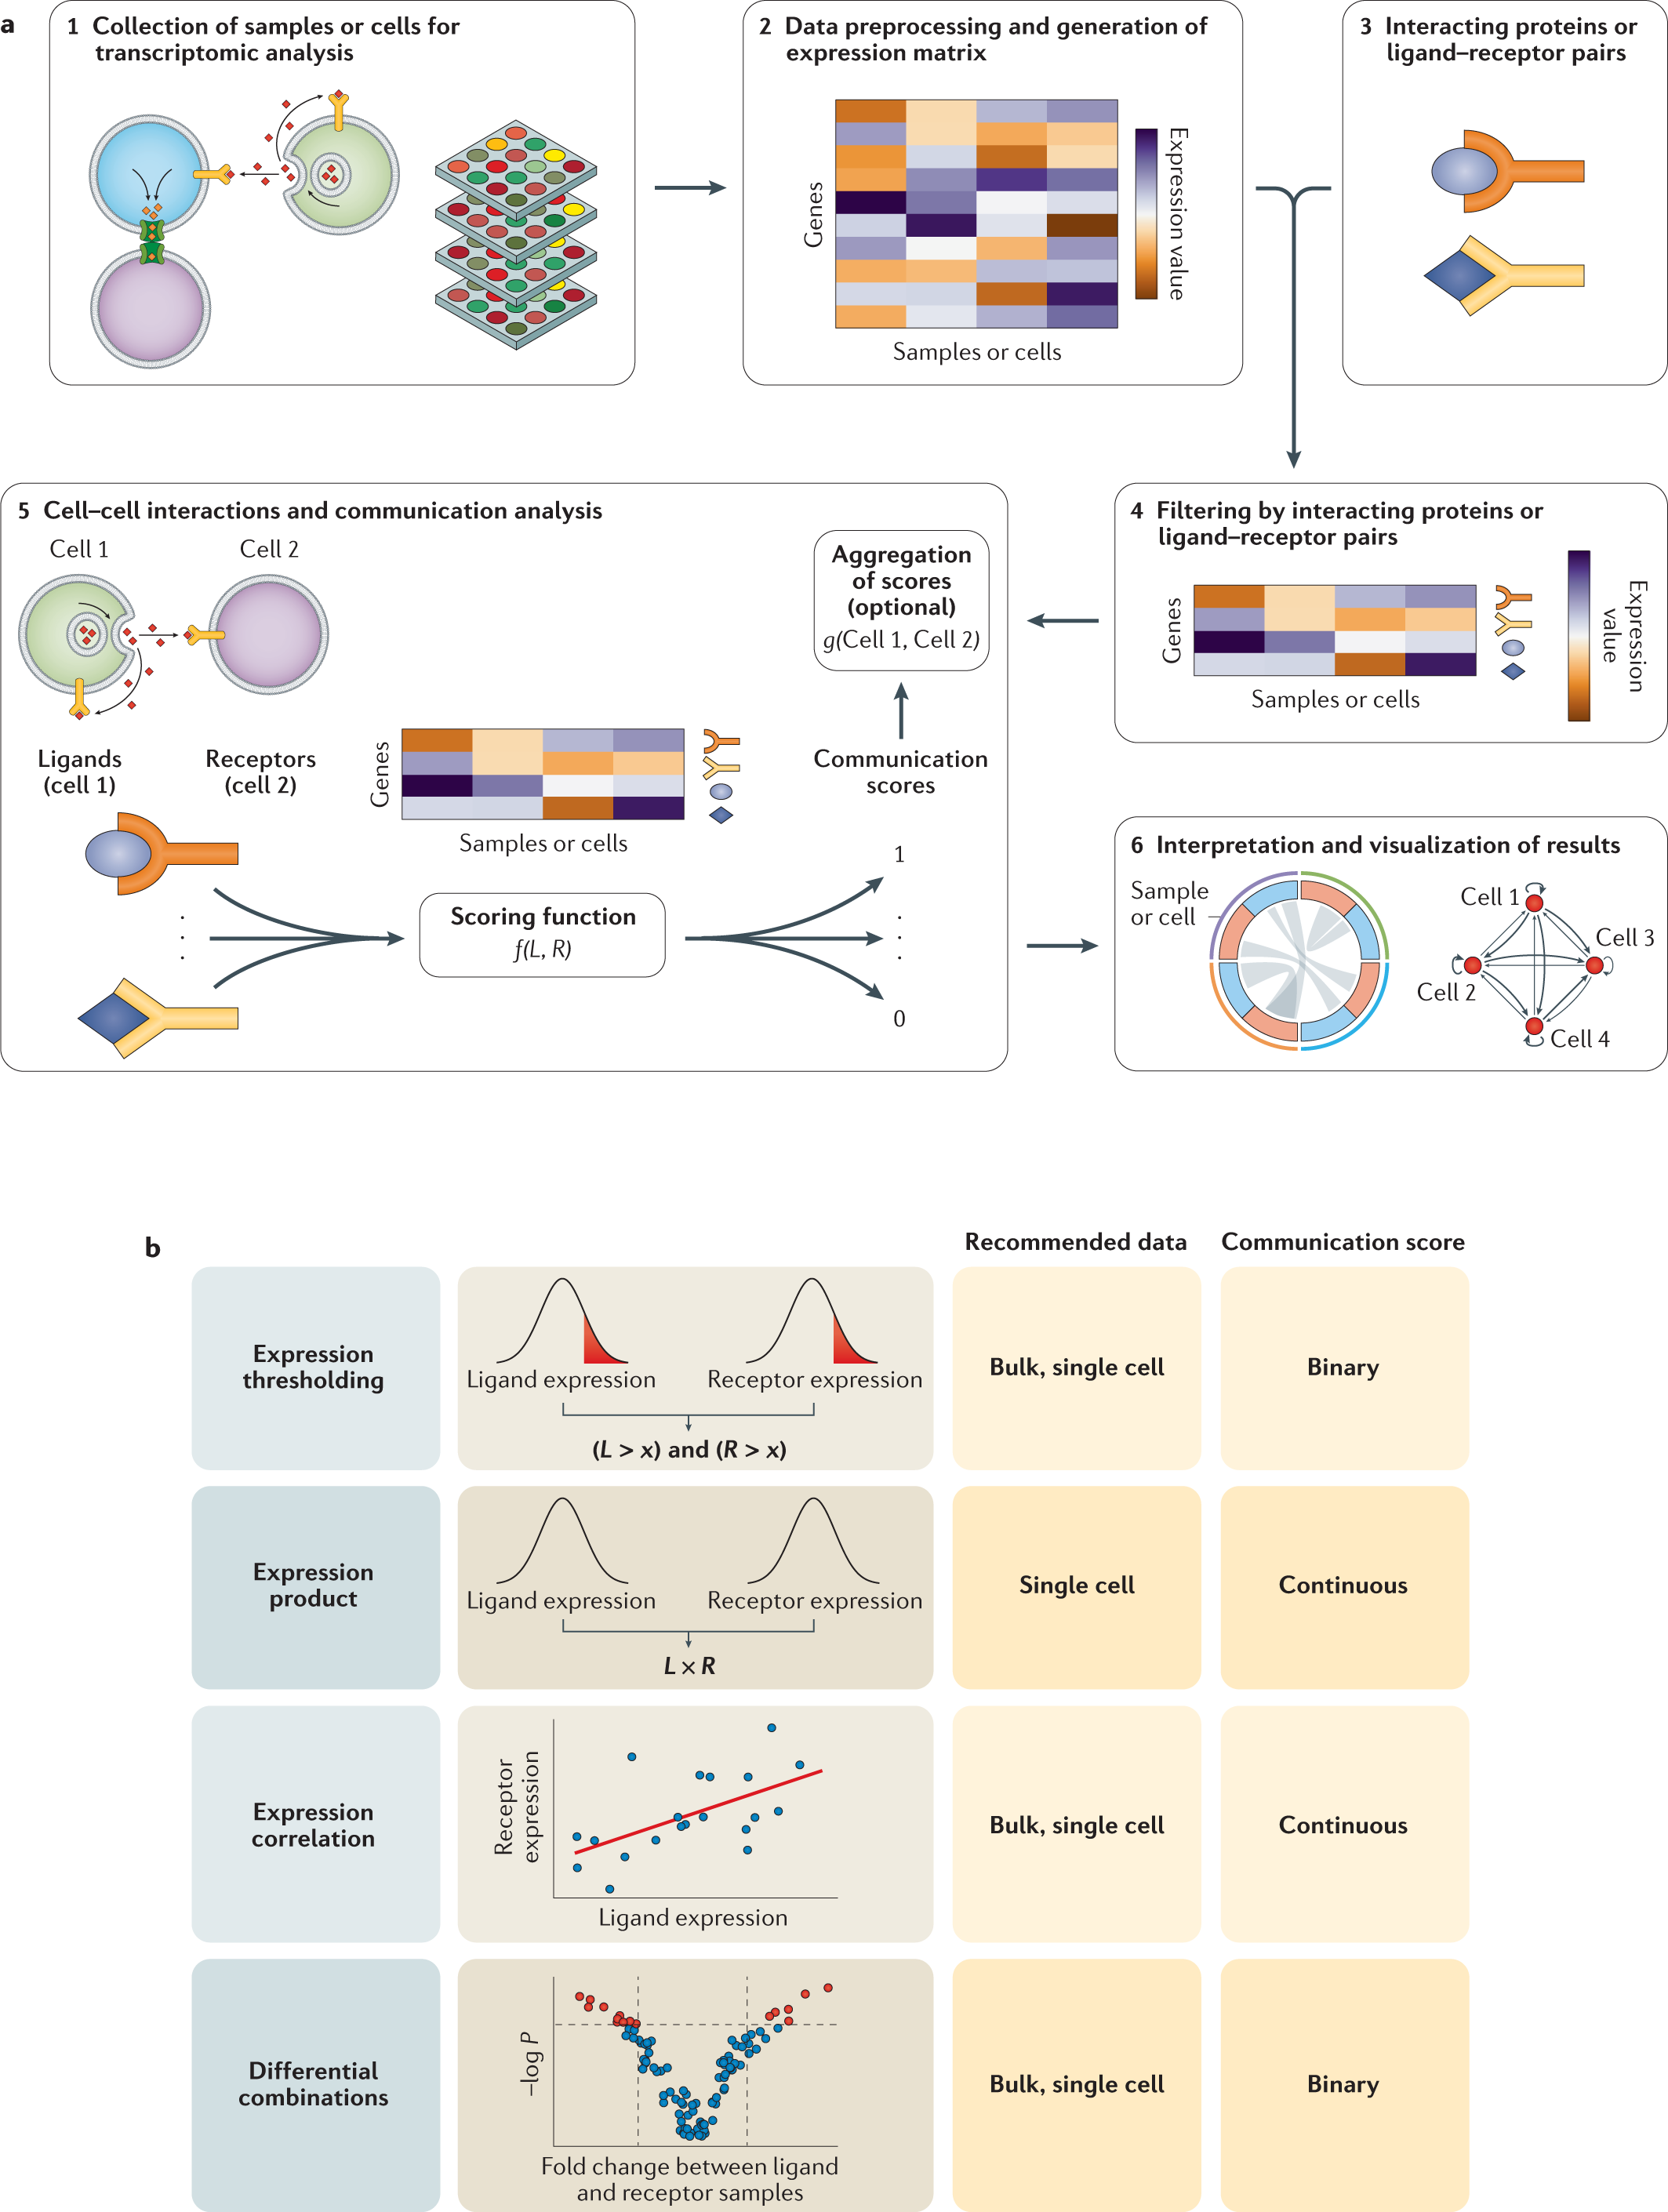 a
1 Collection of samples or cells for
transcriptomic analysis
2 Data preprocessing and generation of
expression matrix
Genes
Samples or cells
Expression value
3 Interacting proteins or
ligand–receptor pairs
4 Filtering by interacting proteins or
ligand–receptor pairs
Genes
Samples or cells
Expression
value
5 Cell–cell interactions and communication analysis
Cell 1
Cell 2
Ligands
(cell 1)
Receptors
(cell 2)
Genes
Samples or cells
Scoring function
f(L, R)
Aggregation
of scores
(optional)
g(Cell 1, Cell 2)
Communication
scores
1
0
6 Interpretation and visualization of results
Sample
or cell
Cell 1
Cell 3
Cell 2
Cell 4
b
Recommended data
Communication score
Expression
thresholding
Ligand expression
Receptor expression
(L > x) and (R > x)
Bulk, single cell
Binary
Expression
product
Ligand expression
Receptor expression
L × R
Single cell
Continuous
Expression
correlation
Receptor
expression
Ligand expression
Bulk, single cell
Continuous
Differential
combinations
–log P
Fold change between ligand
and receptor samples
Bulk, single cell
Binary